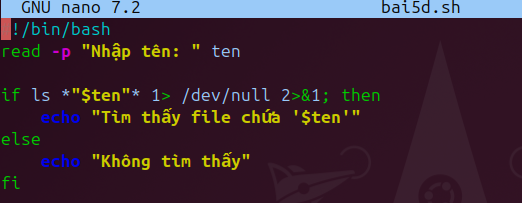 GNU nano 7.2 bai5d.sh
#!/bin/bash
read -p "Nhập tên: " ten
if ls *"$ten"* 1> /dev/null 2>&1; then
echo "Tìm thấy file chứa '$ten'"
else
echo "Không tìm thấy"
fi